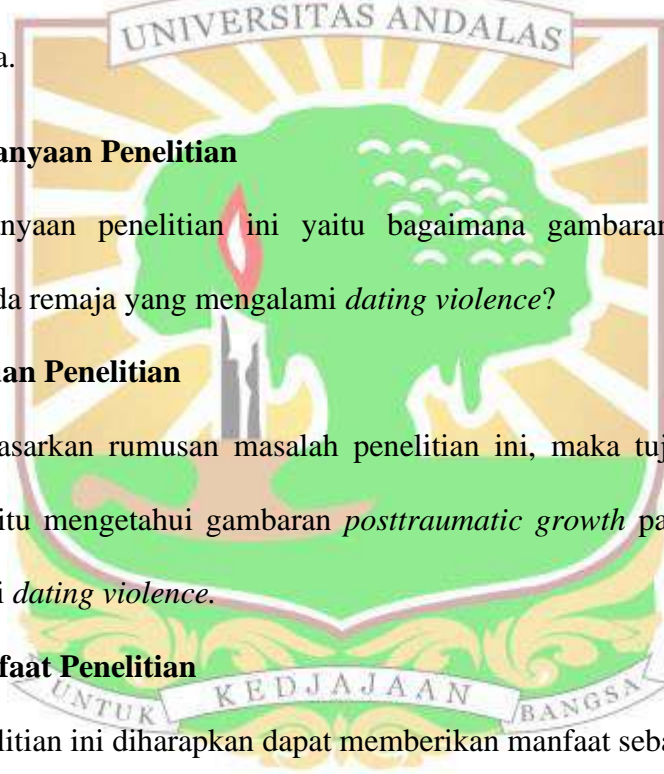 UNIVERSITAS ANDALAS
a.
anyaan Penelitian
nyaan penelitian ini yaitu bagaimana gambaran
da remaja yang mengalami dating violence?
an Penelitian
asarkan rumusan masalah penelitian ini, maka tuj
itu mengetahui gambaran posttraumatic growth pa
i dating violence.
faat Penelitian
UNTUK KEDJAJAAN BANGSA
litian ini diharapkan dapat memberikan manfaat seba